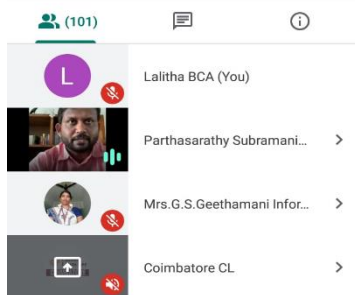 (101)
L
Lalitha BCA (You)
Parthasarathy Subramani...
Mrs.G.S.Geethamani Infor...
Coimbatore CL